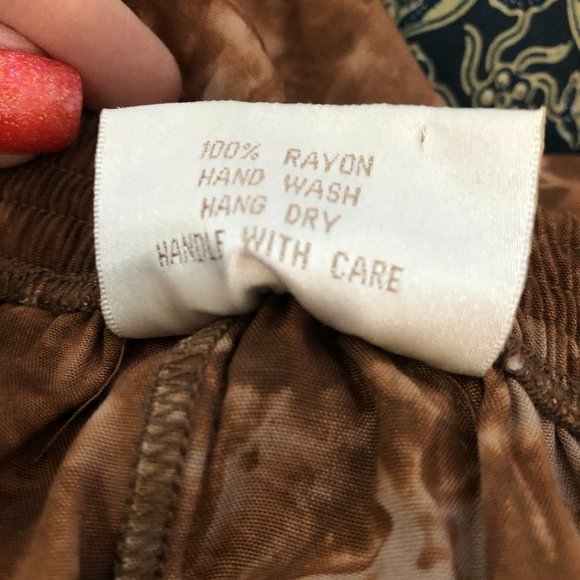 100% RAYON
HAND WASH
HANG DRY
HANDLE WITH CARE